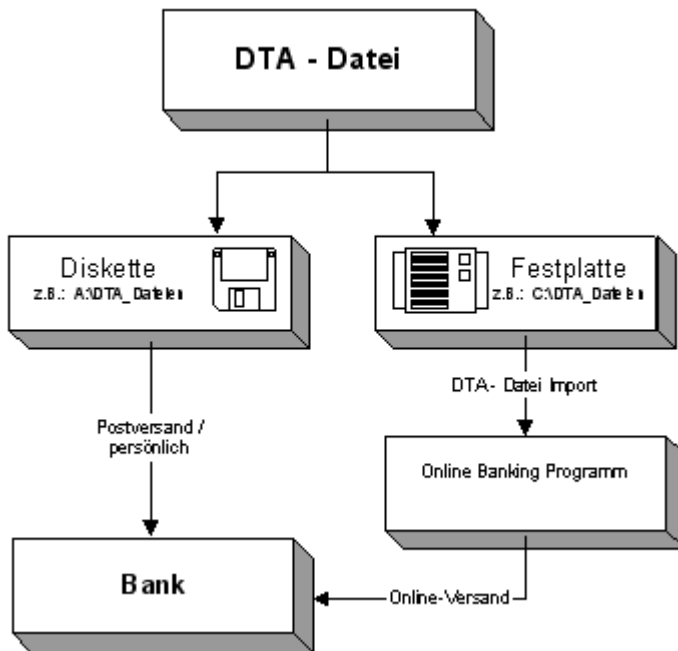 DTA - Datei
Diskette
z.B.: A:\DTA_Dateien
Festplatte
z.B.: C:\DTA_Dateien
DTA- Datei Import
Postversand /
persönlich
Online Banking Programm
Bank
Online-Versand